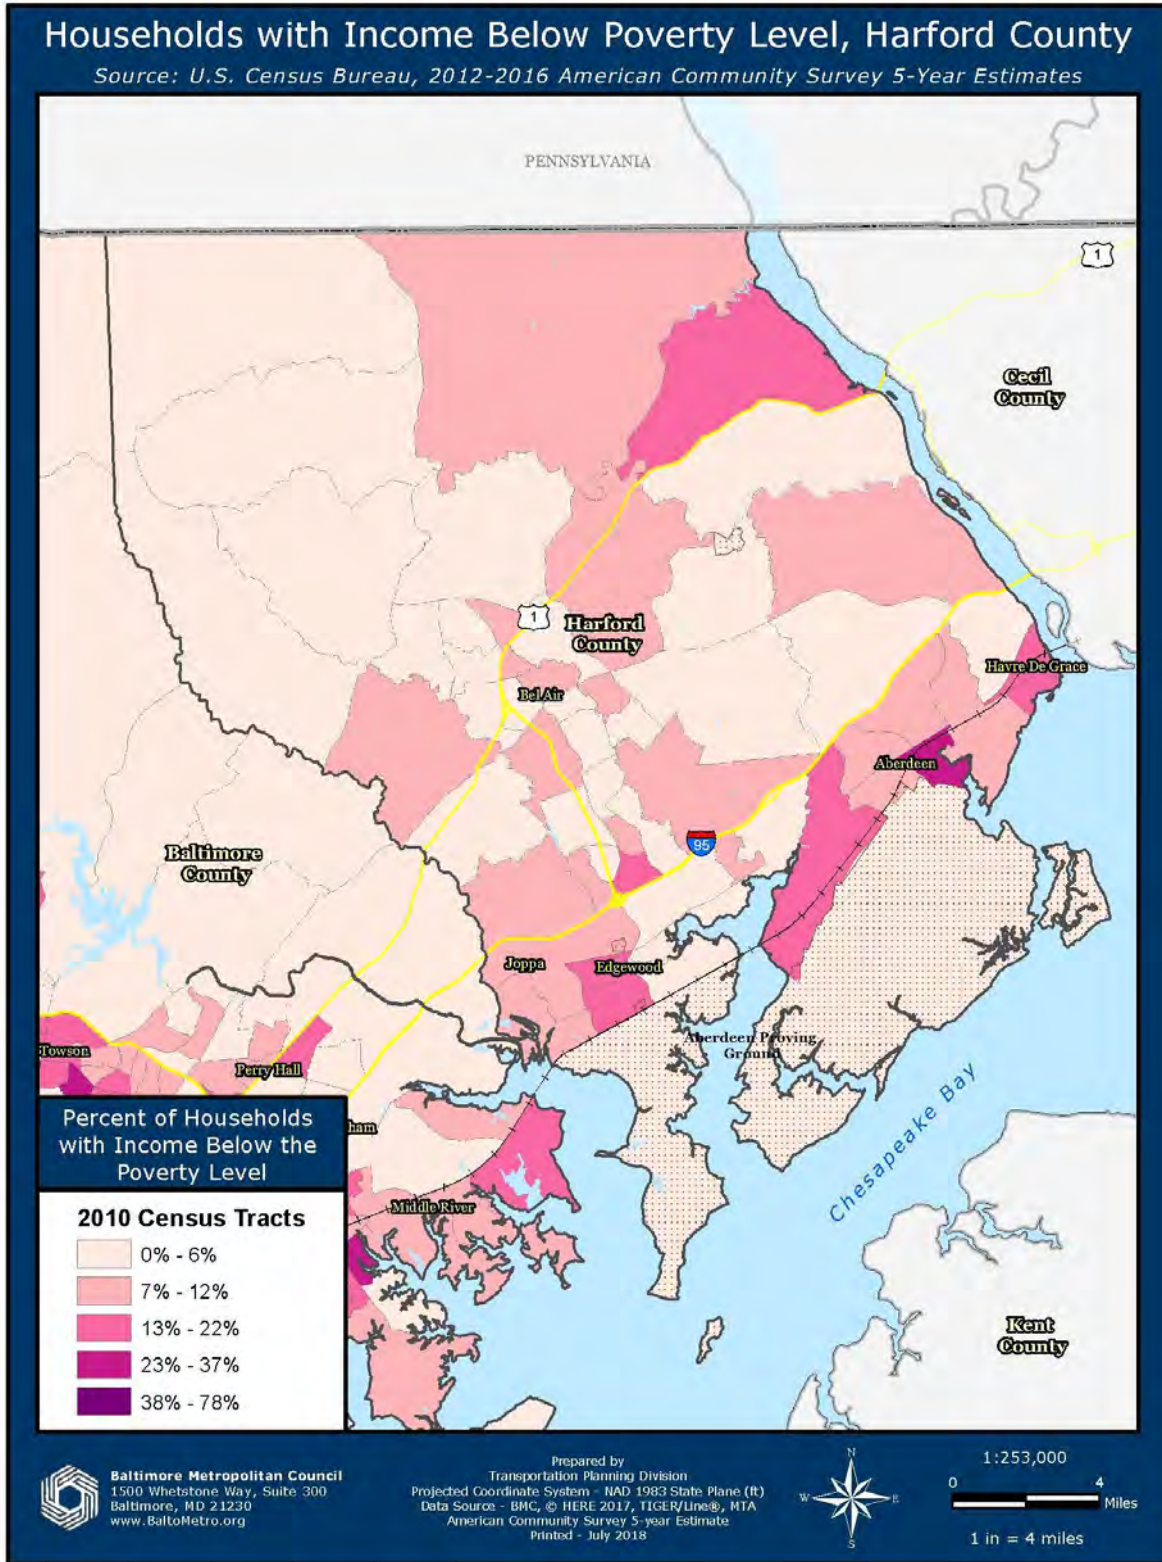 Households with Income Below Poverty Level, Harford County
Source: U.S. Census Bureau, 2012-2016 American Community Survey 5-Year Estimates
PENNSYLVANIA
1
Cecil
County
1
Harford
County
Havre De Grace
Bel Air
Aberdeen
95
Baltimore
County
Joppa
Edgewood
Aberdeen Proving
Ground
Towson
Perry Hall
ham
Middle River
Chesapeake Bay
Kent
County
Percent of Households
with Income Below the
Poverty Level
2010 Census Tracts
0% - 6%
7% - 12%
13% - 22%
23% - 37%
38% - 78%
Baltimore Metropolitan Council
1500 Whetstone Way, Suite 300
Baltimore, MD 21230
www.BaltoMetro.org
Prepared by
Transportation Planning Division
Projected Coordinate System - NAD 1983 State Plane (ft)
Data Source - BMC, © HERE 2017, TIGER/Line®, MTA
American Community Survey 5-year Estimate
Printed - July 2018
N
W E
S
1:253,000
0 4
Miles
1 in = 4 miles